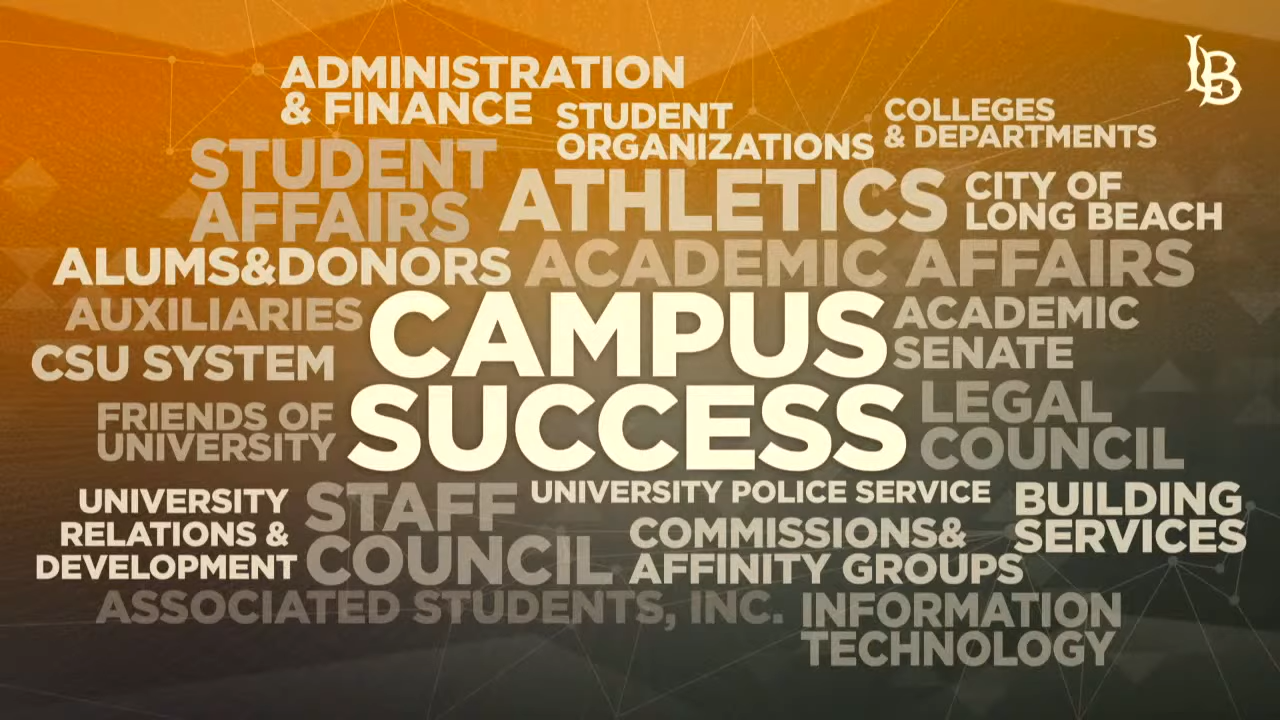 LB
ADMINISTRATION
& FINANCE
STUDENT
ORGANIZATIONS
COLLEGES
& DEPARTMENTS
STUDENT
AFFAIRS
ATHLETICS
CITY OF
LONG BEACH
ALUMS&DONORS
ACADEMIC AFFAIRS
AUXILIARIES
CAMPUS
SUCCESS
ACADEMIC
SENATE
CSU SYSTEM
FRIENDS OF
UNIVERSITY
LEGAL
COUNCIL
UNIVERSITY
RELATIONS &
DEVELOPMENT
STAFF
COUNCIL
UNIVERSITY POLICE SERVICE
COMMISSIONS&
AFFINITY GROUPS
BUILDING
SERVICES
ASSOCIATED STUDENTS, INC.
INFORMATION
TECHNOLOGY